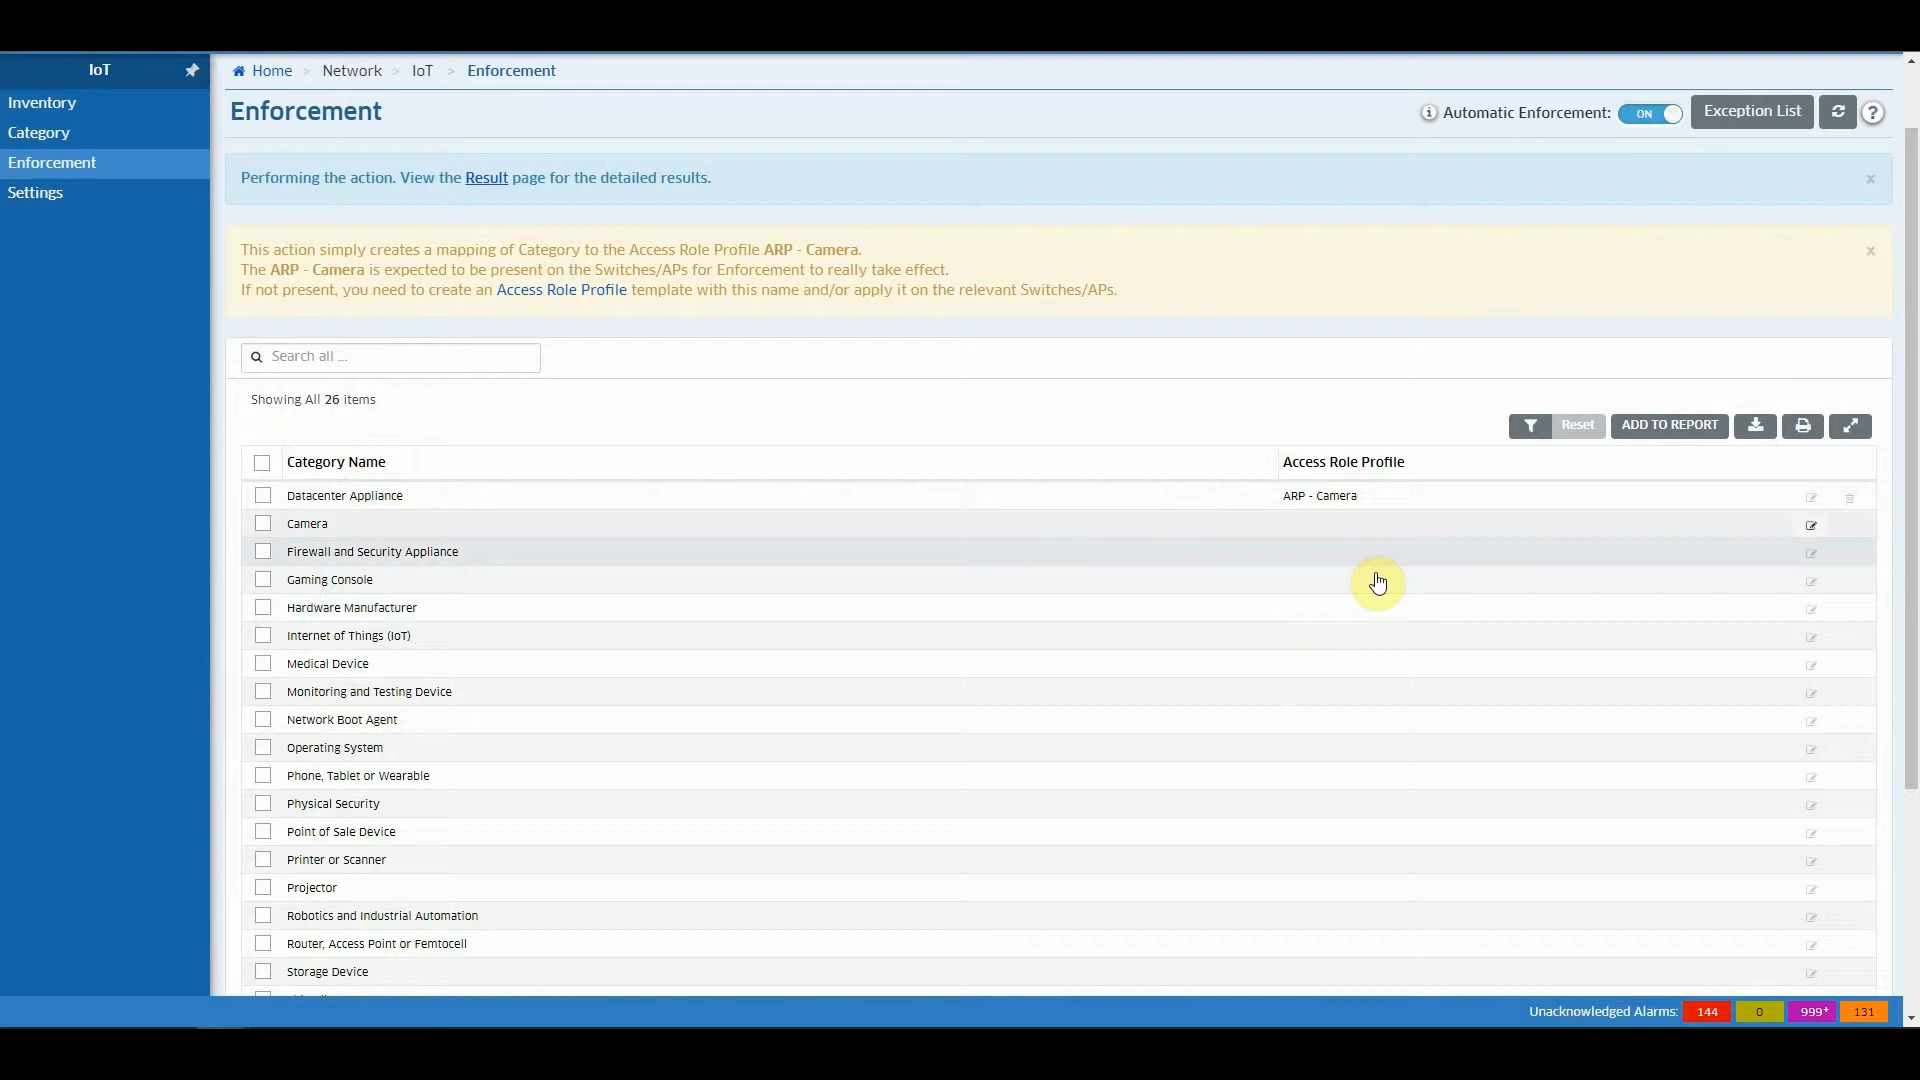 IoT
Inventory
Category
Enforcement
Settings
Home > Network > IoT > Enforcement
Enforcement
Automatic Enforcement: ON
Exception List
?
Performing the action. View the Result page for the detailed results.
×
This action simply creates a mapping of Category to the Access Role Profile ARP - Camera.
The ARP - Camera is expected to be present on the Switches/APs for Enforcement to really take effect.
If not present, you need to create an Access Role Profile template with this name and/or apply it on the relevant Switches/APs.
×
Search all ...
Showing All 26 items
Reset
ADD TO REPORT
Category Name Access Role Profile
Datacenter Appliance ARP - Camera
Camera
Firewall and Security Appliance
Gaming Console
Hardware Manufacturer
Internet of Things (IoT)
Medical Device
Monitoring and Testing Device
Network Boot Agent
Operating System
Phone, Tablet or Wearable
Physical Security
Point of Sale Device
Printer or Scanner
Projector
Robotics and Industrial Automation
Router, Access Point or Femtocell
Storage Device
Unacknowledged Alarms: 144 0 999+ 131